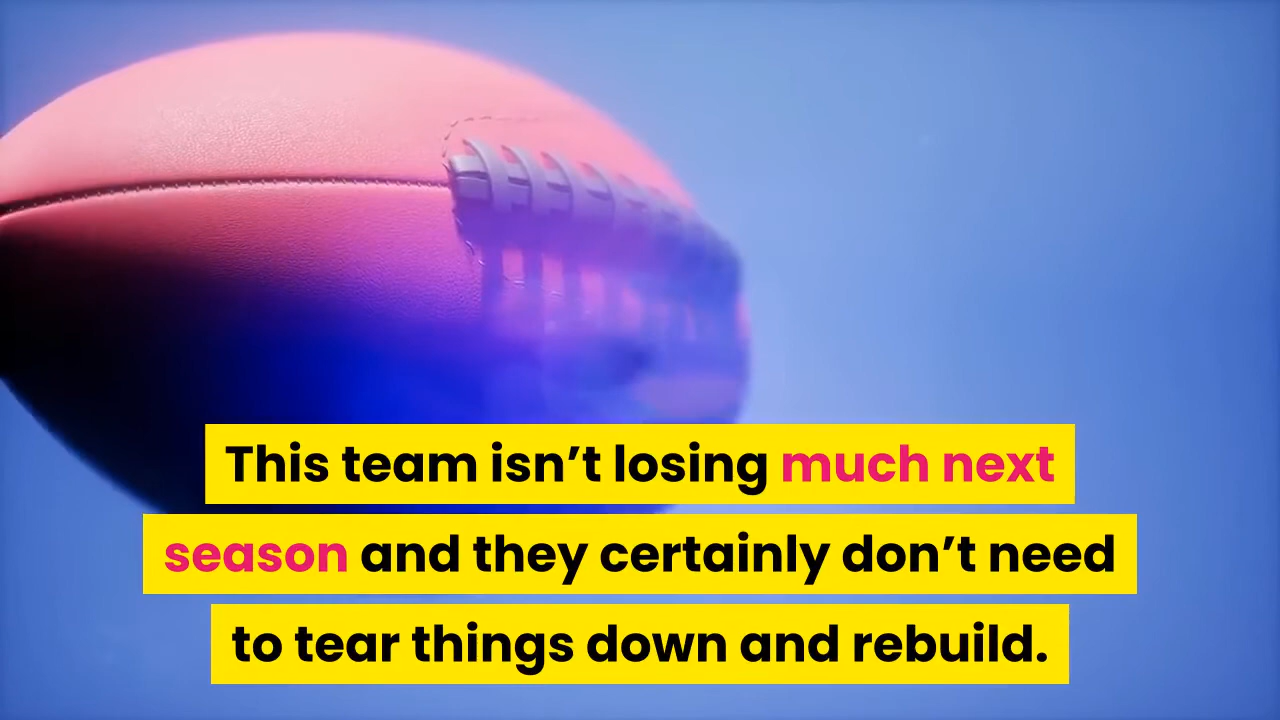 This team isn’t losing much next
season and they certainly don’t need
to tear things down and rebuild.